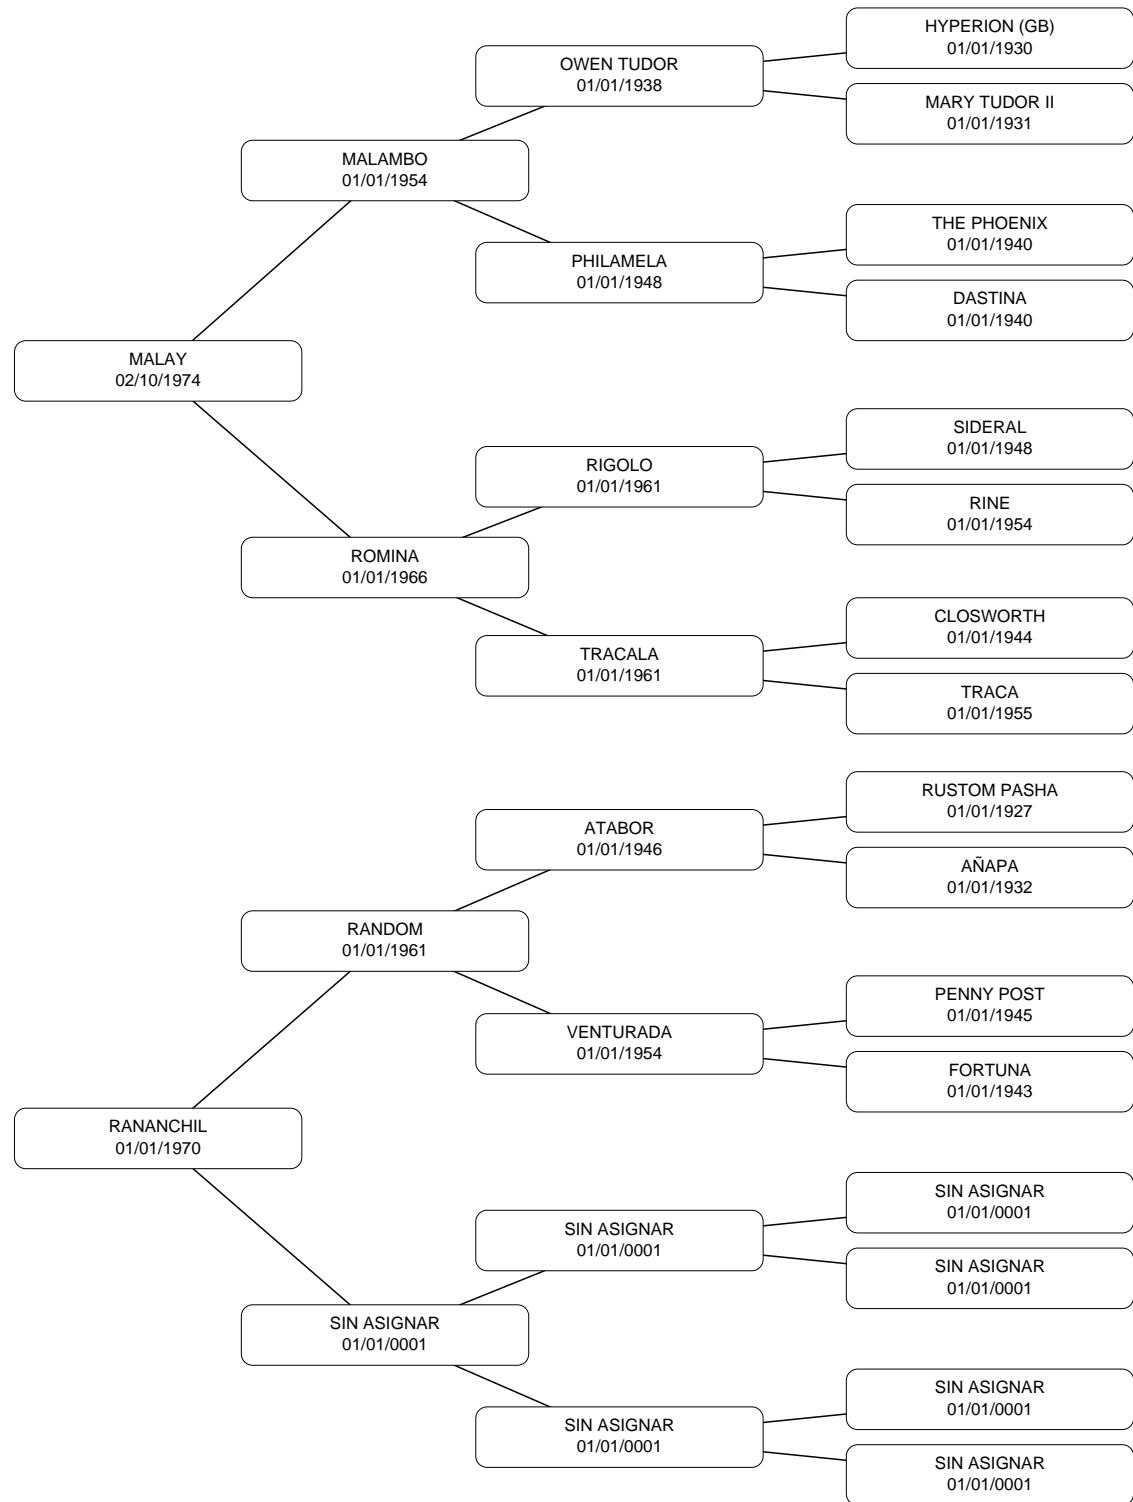 HYPERION (GB)
01/01/1930
OWEN TUDOR
01/01/1938
MARY TUDOR II
01/01/1931
MALAMBO
01/01/1954
THE PHOENIX
01/01/1940
PHILAMELA
01/01/1948
DASTINA
01/01/1940
MALAY
02/10/1974
SIDERAL
01/01/1948
RIGOLO
01/01/1961
RINE
01/01/1954
ROMINA
01/01/1966
CLOSWORTH
01/01/1944
TRACALA
01/01/1961
TRACA
01/01/1955
RUSTOM PASHA
01/01/1927
ATABOR
01/01/1946
AÑAPA
01/01/1932
RANDOM
01/01/1961
PENNY POST
01/01/1945
VENTURADA
01/01/1954
FORTUNA
01/01/1943
RANANCHIL
01/01/1970
SIN ASIGNAR
01/01/0001
SIN ASIGNAR
01/01/0001
SIN ASIGNAR
01/01/0001
SIN ASIGNAR
01/01/0001
SIN ASIGNAR
01/01/0001
SIN ASIGNAR
01/01/0001
SIN ASIGNAR
01/01/0001